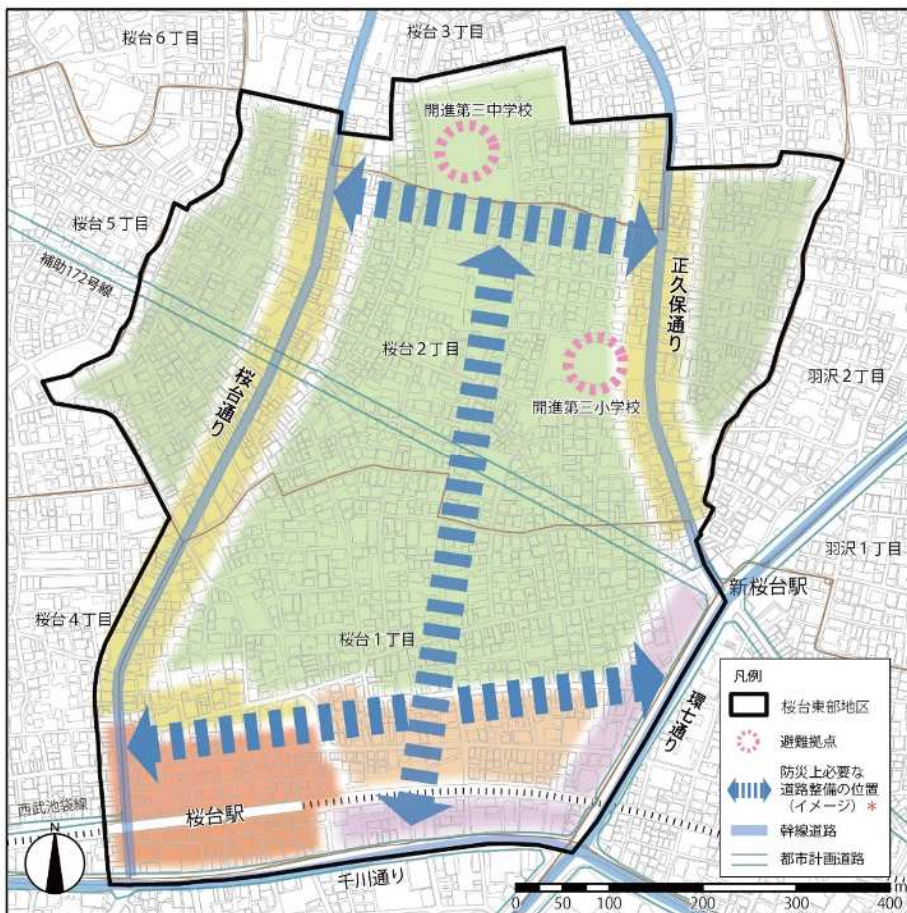 桜台6丁目
桜台3丁目
開進第三中学校
桜台5丁目
補助172号線
正久保通り
桜台2丁目
羽沢2丁目
開進第三小学校
桜台通り
羽沢1丁目
新桜台駅
桜台4丁目
桜台1丁目
環七通り
西武池袋線
桜台駅
千川通り
N
凡例
桜台東部地区
避難拠点
防災上必要な
道路整備の位置
（イメージ）*
幹線道路
都市計画道路
0 50 100 200 300 400 m